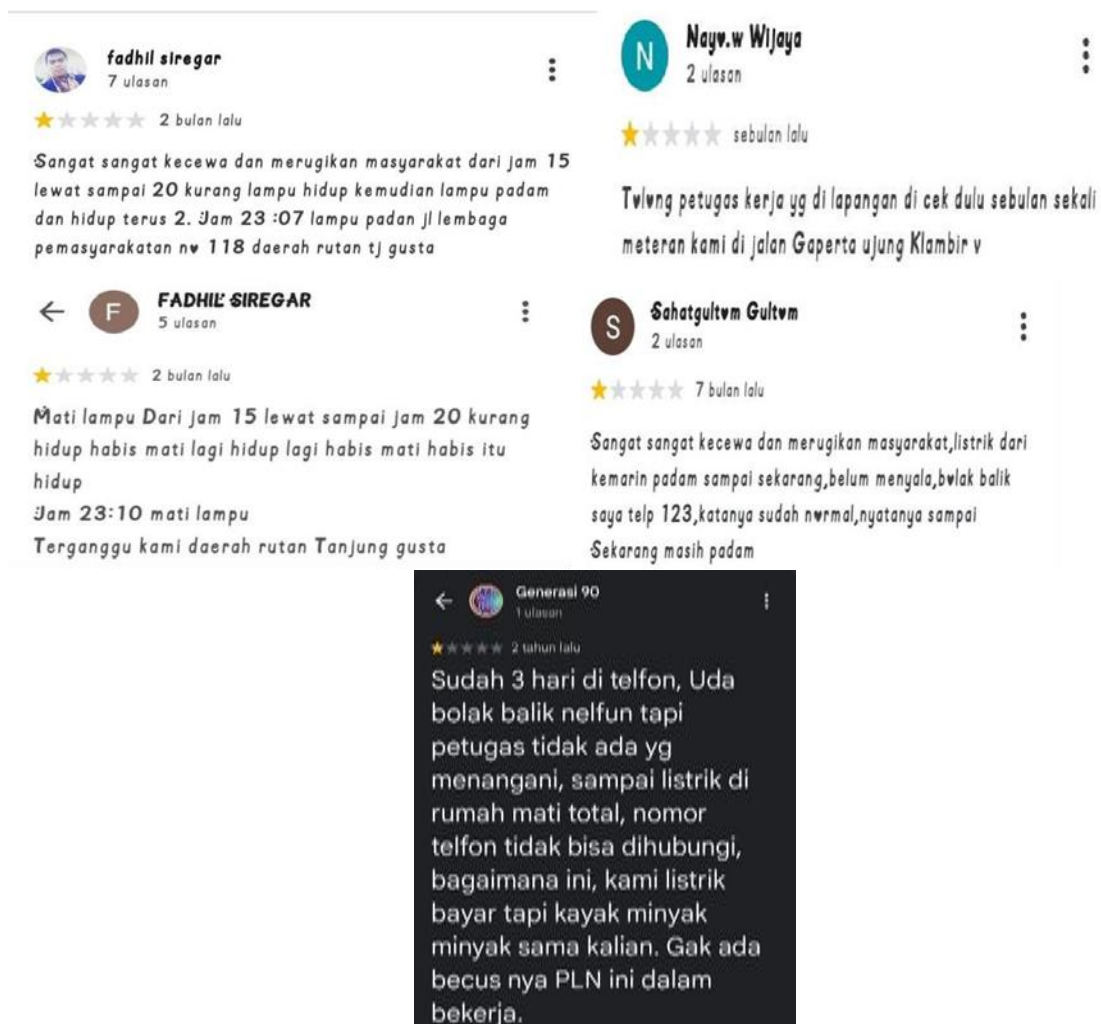 fadhil siregar
7 ulasan
2 bulan lalu
Sangat sangat kecewa dan merugikan masyarakat dari jam 15
lewat sampai 20 kurang lampu hidup kemudian lampu padam
dan hidup terus 2. Jam 23 :07 lampu padan jl lembaga
pemasyarakatan no 118 daerah rutan tj gusta
Nayo.w Wijaya
2 ulasan
sebulan lalu
Tolong petugas kerja yg di lapangan di cek dulu sebulan sekali
meteran kami di jalan Gaperta ujung Klambir v
F
FADHIL SIREGAR
5 ulasan
2 bulan lalu
Mati lampu Dari jam 15 lewat sampai jam 20 kurang
hidup habis mati lagi hidup lagi habis mati habis itu
hidup
Jam 23:10 mati lampu
Terganggu kami daerah rutan Tanjung gusta
N
S
Sahatgultom Gultom
2 ulasan
7 bulan lalu
Sangat sangat kecewa dan merugikan masyarakat,listrik dari
kemarin padam sampai sekarang,belum menyala,bolak balik
saya telp 123,katanya sudah normal,nyatanya sampai
Sekarang masih padam
Generasi 90
1 ulasan
2 tahun lalu
Sudah 3 hari di telfon, Uda
bolak balik nelfun tapi
petugas tidak ada yg
menangani, sampai listrik di
rumah mati total, nomor
telfon tidak bisa dihubungi,
bagaimana ini, kami listrik
bayar tapi kayak minyak
minyak sama kalian. Gak ada
becus nya PLN ini dalam
bekerja.